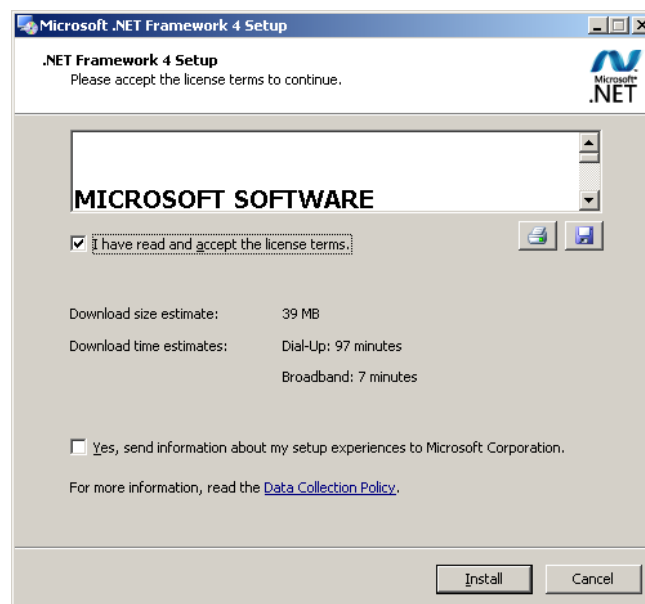 Microsoft .NET Framework 4 Setup
.NET Framework 4 Setup
Please accept the license terms to continue.
Microsoft
.NET
MICROSOFT SOFTWARE
I have read and accept the license terms.
Download size estimate: 39 MB
Download time estimates: Dial-Up: 97 minutes
Broadband: 7 minutes
Yes, send information about my setup experiences to Microsoft Corporation.
For more information, read the Data Collection Policy.
Install Cancel